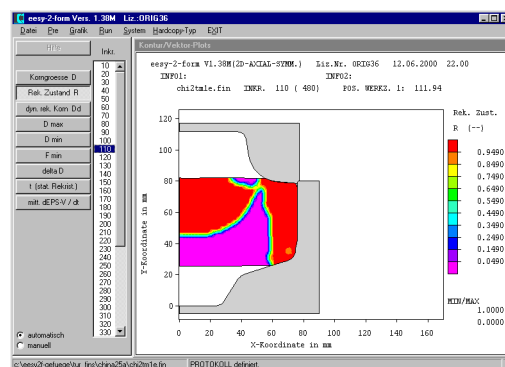 eesy-2-form Vers. 1.38M Liz.:ORIG36
Datei Pre Grafik Run System Hardcopy-Typ EXIT
Kontur/Vektor-Plots
Hilfe
Inkr.
Korngroesse D
Rek. Zustand R
dyn. rek. Korn Dd
D max
D min
F min
delta D
t (stat. Rekrist.)
mitt. dEPS-V / dt
automatisch
manuell
10
20
30
40
50
60
70
80
90
100
110
120
130
140
150
160
170
180
190
200
210
220
230
240
250
260
270
280
290
300
310
320
330
eesy-2-form V1.38M(2D-AXIAL-SYMM.) Liz.Nr. ORIG36 12.06.2000 22.00
INFO1: INFO2:
chi2tm1e.fin INKR. 110 ( 480) POS. WERKZ. 1: 111.94
Y-Koordinate in mm
120
100
80
60
40
20
0
0 20 40 60 80 100 120 140 160
X-Koordinate in mm
Rek. Zust.
R (--)
0.9490
0.8490
0.7490
0.6490
0.5490
0.4490
0.3490
0.2490
0.1490
0.0490
MIN/MAX
1.0000
0.0000
c:\eesy2f-gefuege\tur_fins\china25a\chi2tm1e.fin PROTOKOLL definiert